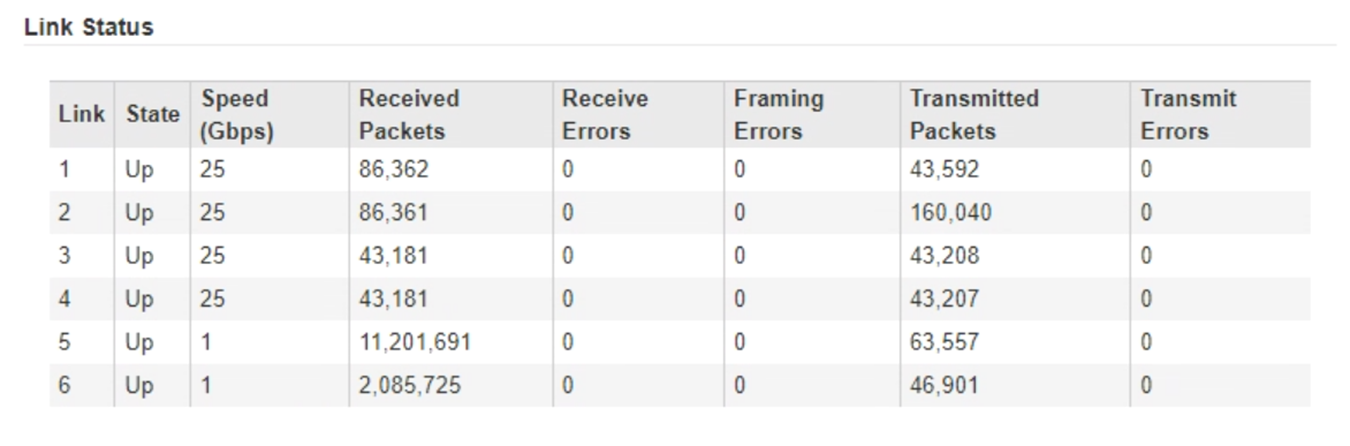 Link Status
Link State Speed (Gbps) Received Packets Receive Errors Framing Errors Transmitted Packets Transmit Errors
1 Up 25 86,362 0 0 43,592 0
2 Up 25 86,361 0 0 160,040 0
3 Up 25 43,181 0 0 43,208 0
4 Up 25 43,181 0 0 43,207 0
5 Up 1 11,201,691 0 0 63,557 0
6 Up 1 2,085,725 0 0 46,901 0